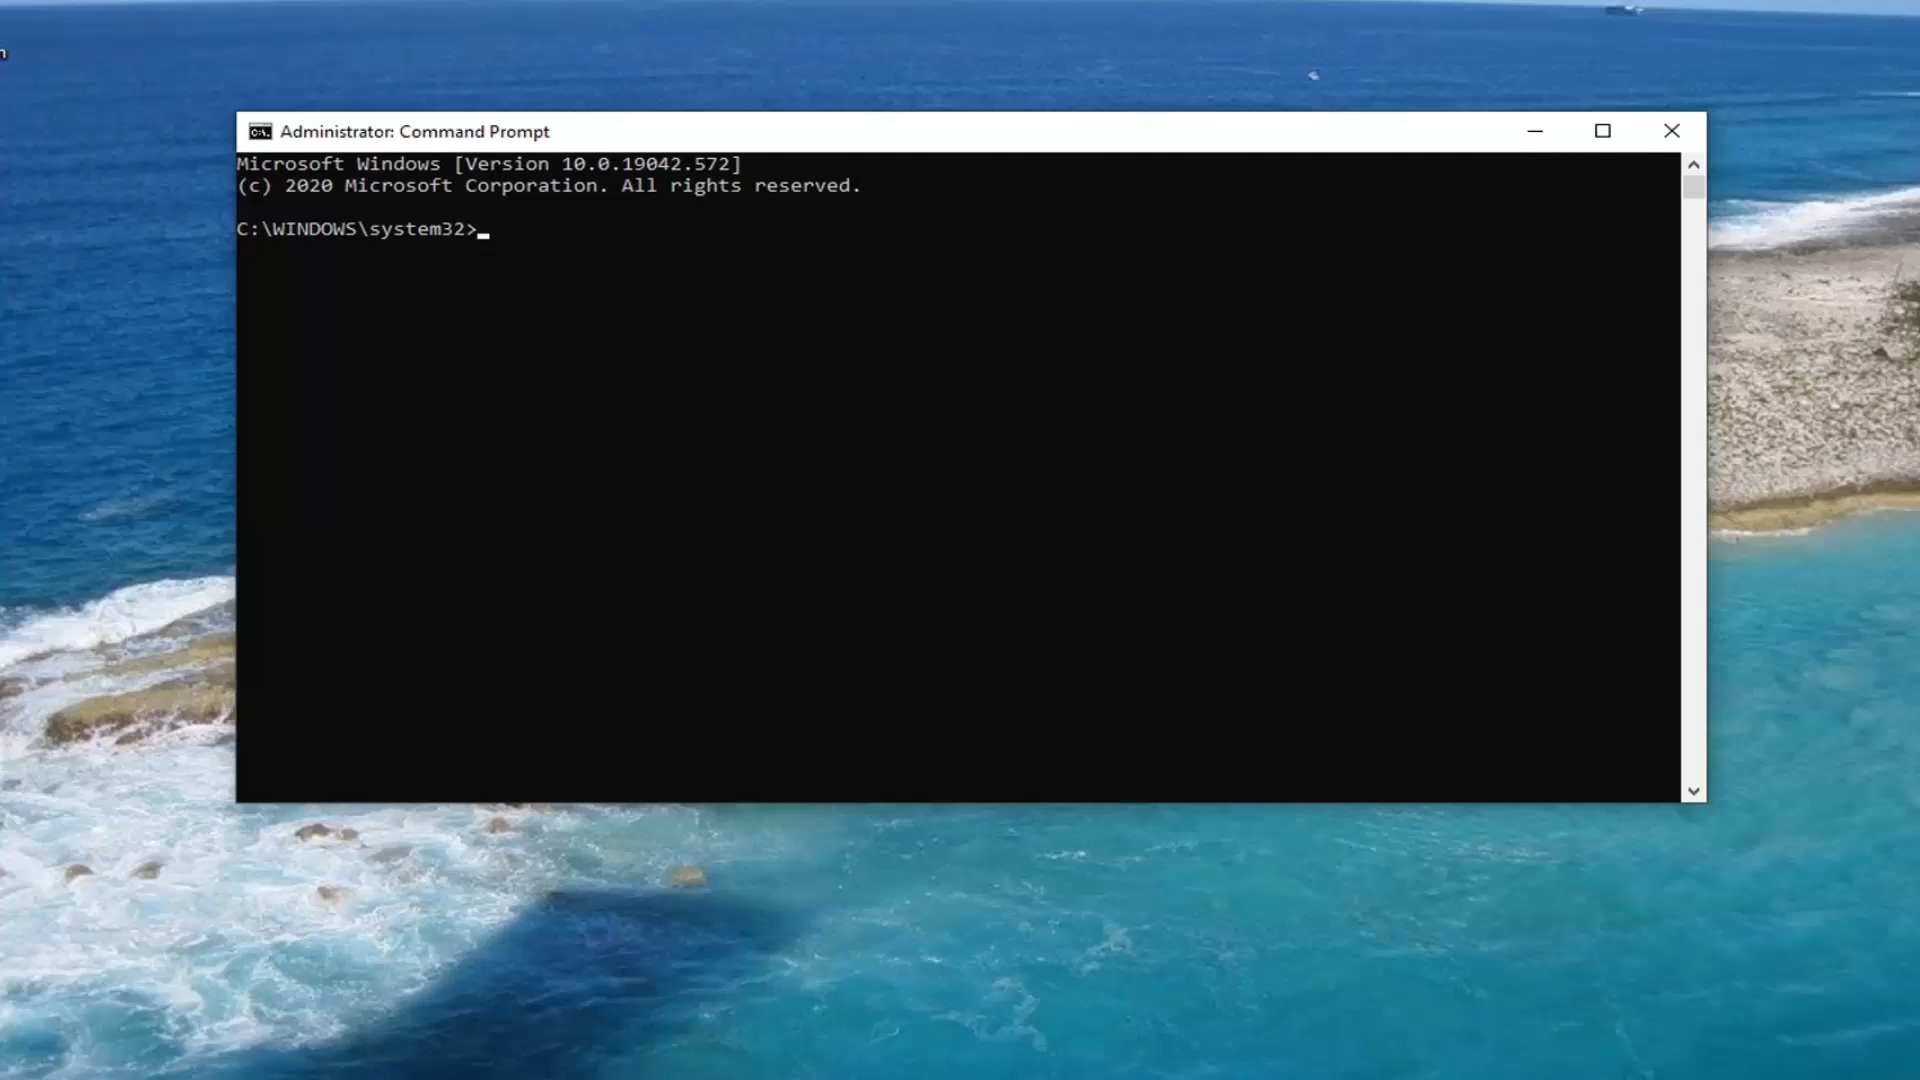 n
Administrator: Command Prompt
Microsoft Windows [Version 10.0.19042.572]
(c) 2020 Microsoft Corporation. All rights reserved.
C:\WINDOWS\system32>